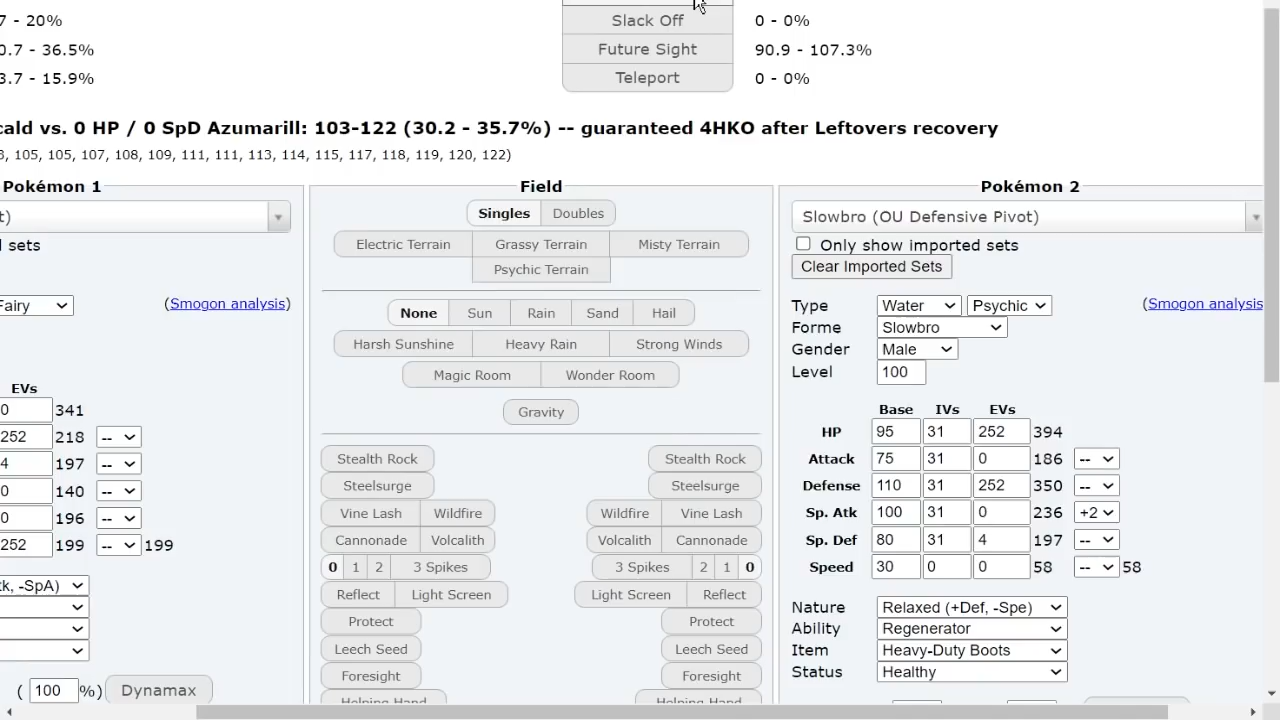 7 - 20% Slack Off 0 - 0%
0.7 - 36.5% Future Sight 90.9 - 107.3%
3.7 - 15.9% Teleport 0 - 0%
cald vs. 0 HP / 0 SpD Azumarill: 103-122 (30.2 - 35.7%) -- guaranteed 4HKO after Leftovers recovery
3, 105, 105, 107, 108, 109, 111, 111, 113, 114, 115, 117, 118, 119, 120, 122)
Pokémon 1
t)
d sets
Fairy (Smogon analysis)
EVs
0 341
252 218 --
4 197 --
0 140 --
0 196 --
252 199 -- 199
tk, -SpA)
( 100 %) Dynamax
Field
Singles Doubles
Electric Terrain Grassy Terrain Misty Terrain
Psychic Terrain
None Sun Rain Sand Hail
Harsh Sunshine Heavy Rain Strong Winds
Magic Room Wonder Room
Gravity
Stealth Rock Stealth Rock
Steelsurge Steelsurge
Vine Lash Wildfire Wildfire Vine Lash
Cannonade Volcalith Volcalith Cannonade
0 1 2 3 Spikes 3 Spikes 2 1 0
Reflect Light Screen Light Screen Reflect
Protect Protect
Leech Seed Leech Seed
Foresight Foresight
Helping Hand Helping Hand
Pokémon 2
Slowbro (OU Defensive Pivot)
Only show imported sets
Clear Imported Sets
Type Water Psychic (Smogon analysis
Forme Slowbro
Gender Male
Level 100
Base IVs EVs
HP 95 31 252 394
Attack 75 31 0 186 --
Defense 110 31 252 350 --
Sp. Atk 100 31 0 236 +2
Sp. Def 80 31 4 197 --
Speed 30 0 0 58 -- 58
Nature Relaxed (+Def, -Spe)
Ability Regenerator
Item Heavy-Duty Boots
Status Healthy